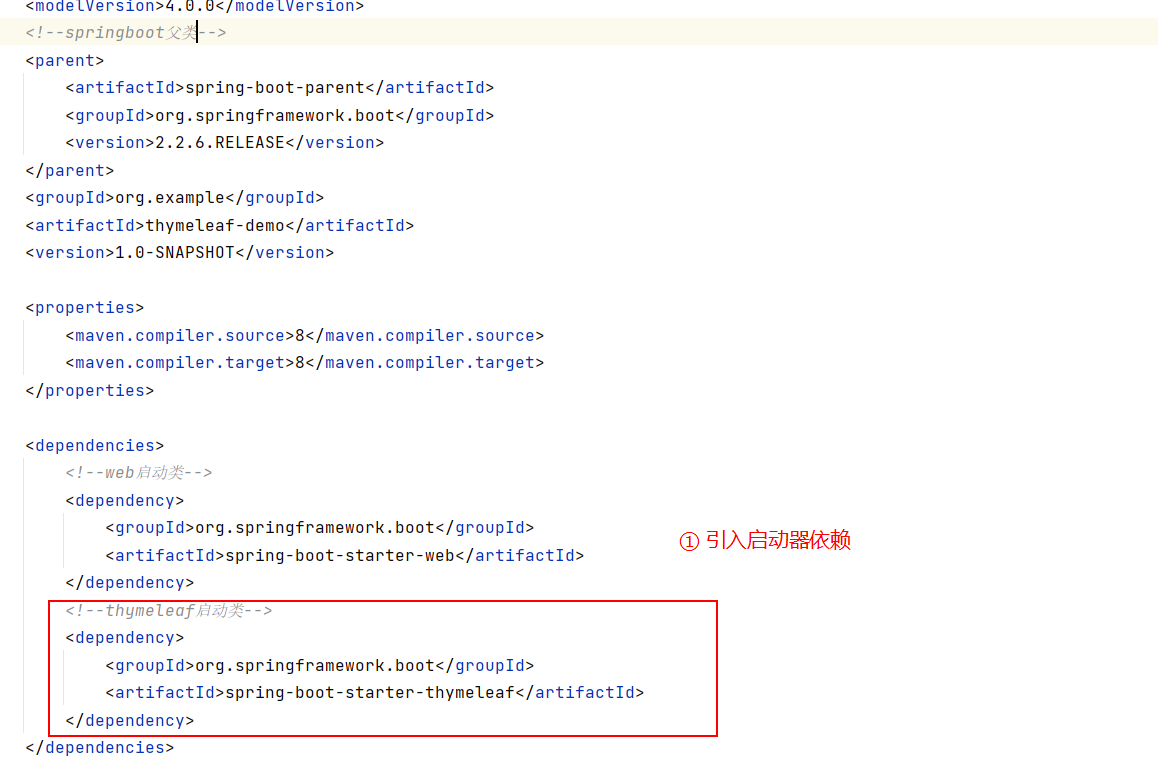 <modelVersion>4.0.0</modelVersion>
<!--springboot父类-->
<parent>
<artifactId>spring-boot-parent</artifactId>
<groupId>org.springframework.boot</groupId>
<version>2.2.6.RELEASE</version>
</parent>
<groupId>org.example</groupId>
<artifactId>thymeleaf-demo</artifactId>
<version>1.0-SNAPSHOT</version>
<properties>
<maven.compiler.source>8</maven.compiler.source>
<maven.compiler.target>8</maven.compiler.target>
</properties>
<dependencies>
<!--web启动类-->
<dependency>
<groupId>org.springframework.boot</groupId>
① 引入启动器依赖
<artifactId>spring-boot-starter-web</artifactId>
</dependency>
<!--thymeleaf启动类-->
<dependency>
<groupId>org.springframework.boot</groupId>
<artifactId>spring-boot-starter-thymeleaf</artifactId>
</dependency>
</dependencies>